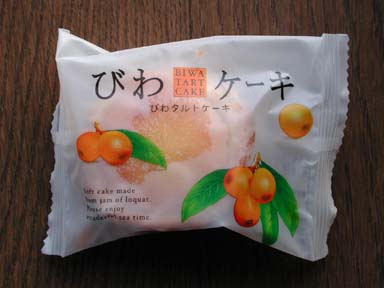 びわ BIWA TART CAKE ケーキ
びわタルトケーキ
Soft cake made
from jam of loquat.
Please enjoy
tea time.